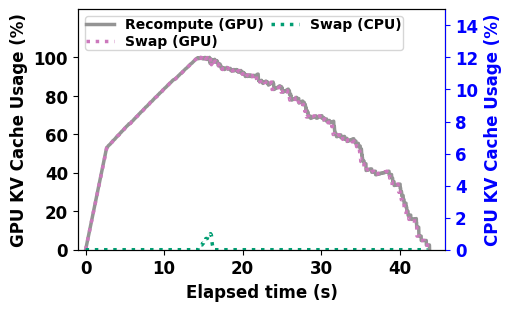 Recompute (GPU) Swap (CPU)
Swap (GPU)
GPU KV Cache Usage (%)
100
80
60
40
20
0
14
12
10
8
6
4
2
0
CPU KV Cache Usage (%)
0 10 20 30 40
Elapsed time (s)